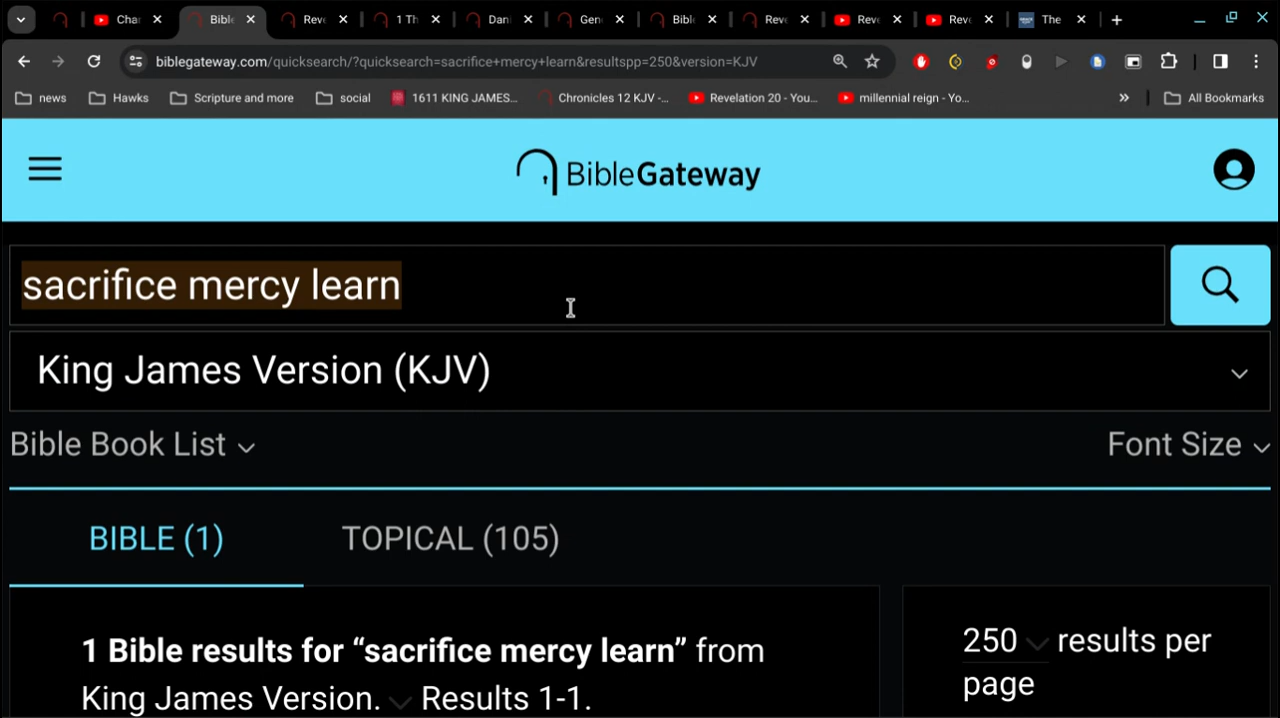 Cha
Bible
Reve
1 Th
Dani
Gen
Bibl
Reve
Reve
Reve
The
biblegateway.com/quicksearch/?quicksearch=sacrifice+mercy+learn&resultspp=250&version=KJV
news Hawks Scripture and more social 1611 KING JAMES... Chronicles 12 KJV -... Revelation 20 - You... millennial reign - Yo... » All Bookmarks
BibleGateway
sacrifice mercy learn
King James Version (KJV)
Bible Book List Font Size
BIBLE (1) TOPICAL (105)
1 Bible results for “sacrifice mercy learn” from
King James Version. Results 1-1.
250 results per
page